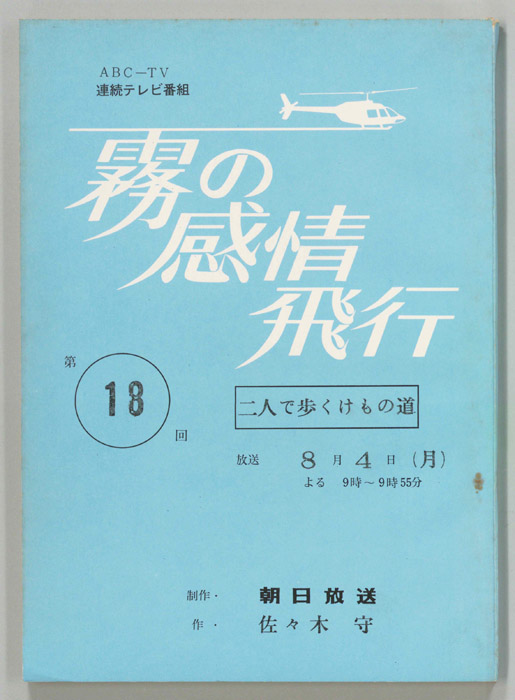 ABC－TV
連続テレビ番組
霧の
感情
飛行
第
18
回
二人で歩くけもの道
放送 8月4日(月)
よる 9時～9時55分
制作・ 朝日放送
作・ 佐々木 守